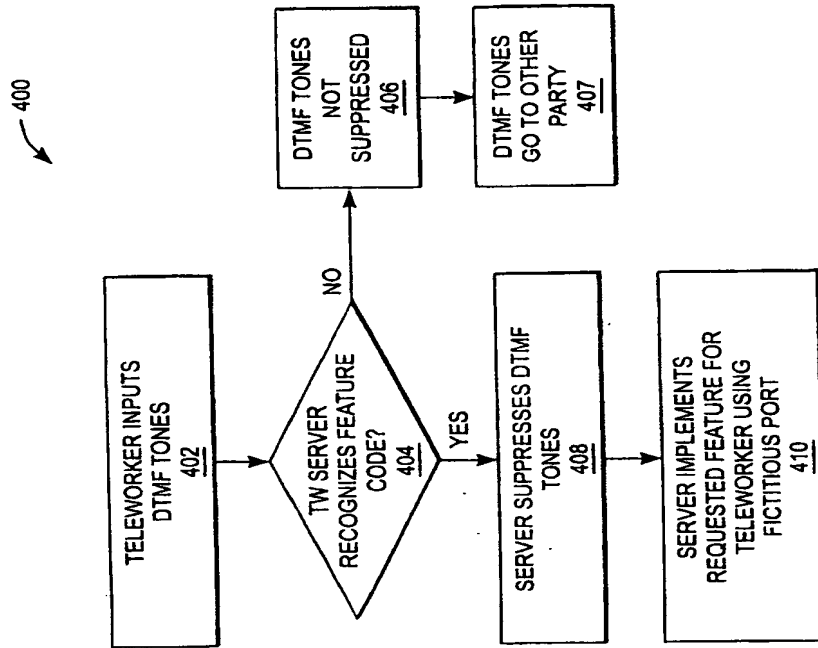 400
TELEWORKER INPUTS
DTMF TONES
402
TW SERVER
RECOGNIZES FEATURE
CODE?
404
NO
DTMF TONES
NOT
SUPPRESSED
406
DTMF TONES
GO TO OTHER
PARTY
407
YES
SERVER SUPPRESSES DTMF
TONES
408
SERVER IMPLEMENTS
REQUESTED FEATURE FOR
TELEWORKER USING
FICTITIOUS PORT
410